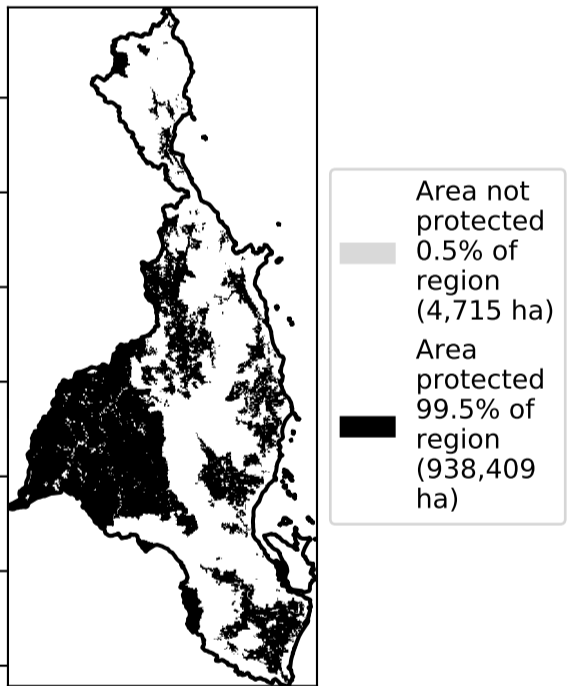 Area not
protected
0.5% of
region
(4,715 ha)
Area
protected
99.5% of
region
(938,409
ha)